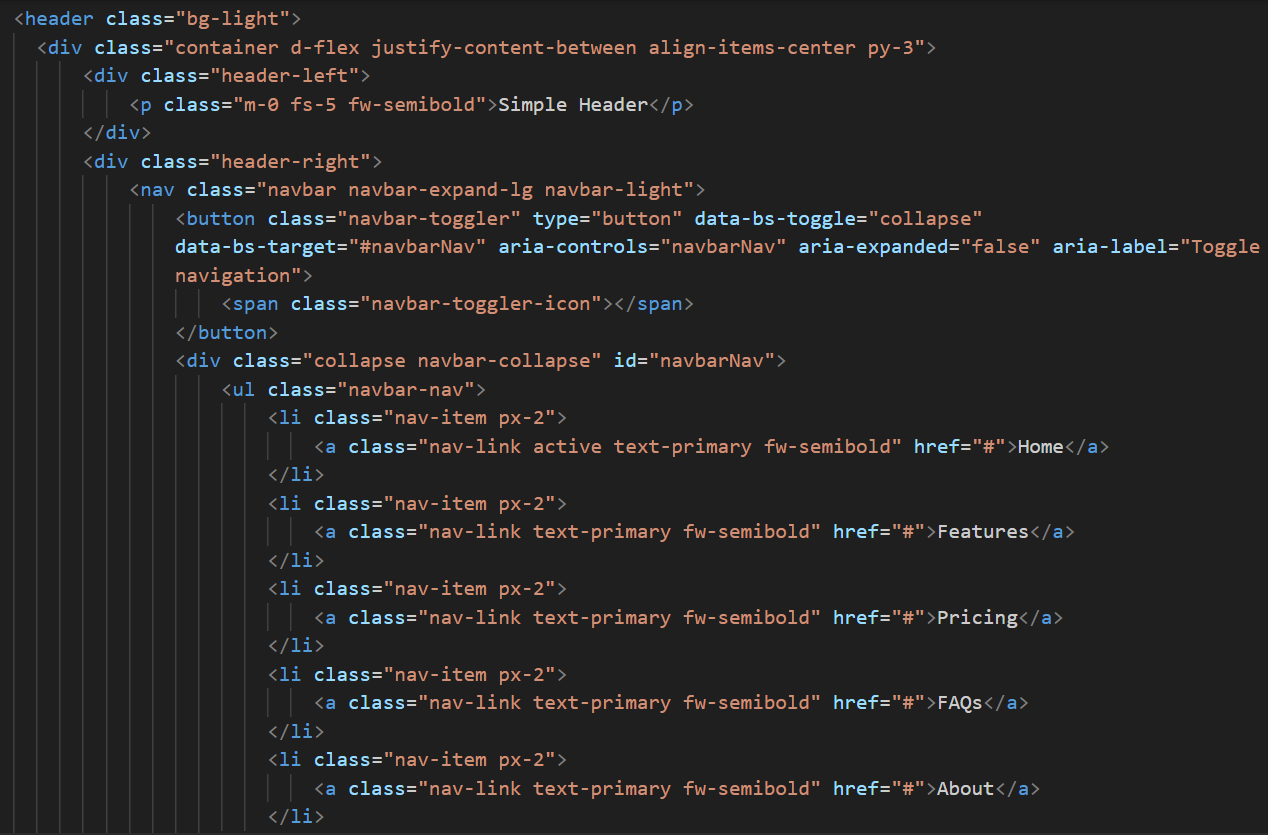 <header class="bg-light">
<div class="container d-flex justify-content-between align-items-center py-3">
<div class="header-left">
<p class="m-0 fs-5 fw-semibold">Simple Header</p>
</div>
<div class="header-right">
<nav class="navbar navbar-expand-lg navbar-light">
<button class="navbar-toggler" type="button" data-bs-toggle="collapse"
data-bs-target="#navbarNav" aria-controls="navbarNav" aria-expanded="false" aria-label="Toggle
navigation">
<span class="navbar-toggler-icon"></span>
</button>
<div class="collapse navbar-collapse" id="navbarNav">
<ul class="navbar-nav">
<li class="nav-item px-2">
<a class="nav-link active text-primary fw-semibold" href="#">Home</a>
</li>
<li class="nav-item px-2">
<a class="nav-link text-primary fw-semibold" href="#">Features</a>
</li>
<li class="nav-item px-2">
<a class="nav-link text-primary fw-semibold" href="#">Pricing</a>
</li>
<li class="nav-item px-2">
<a class="nav-link text-primary fw-semibold" href="#">FAQs</a>
</li>
<li class="nav-item px-2">
<a class="nav-link text-primary fw-semibold" href="#">About</a>
</li>